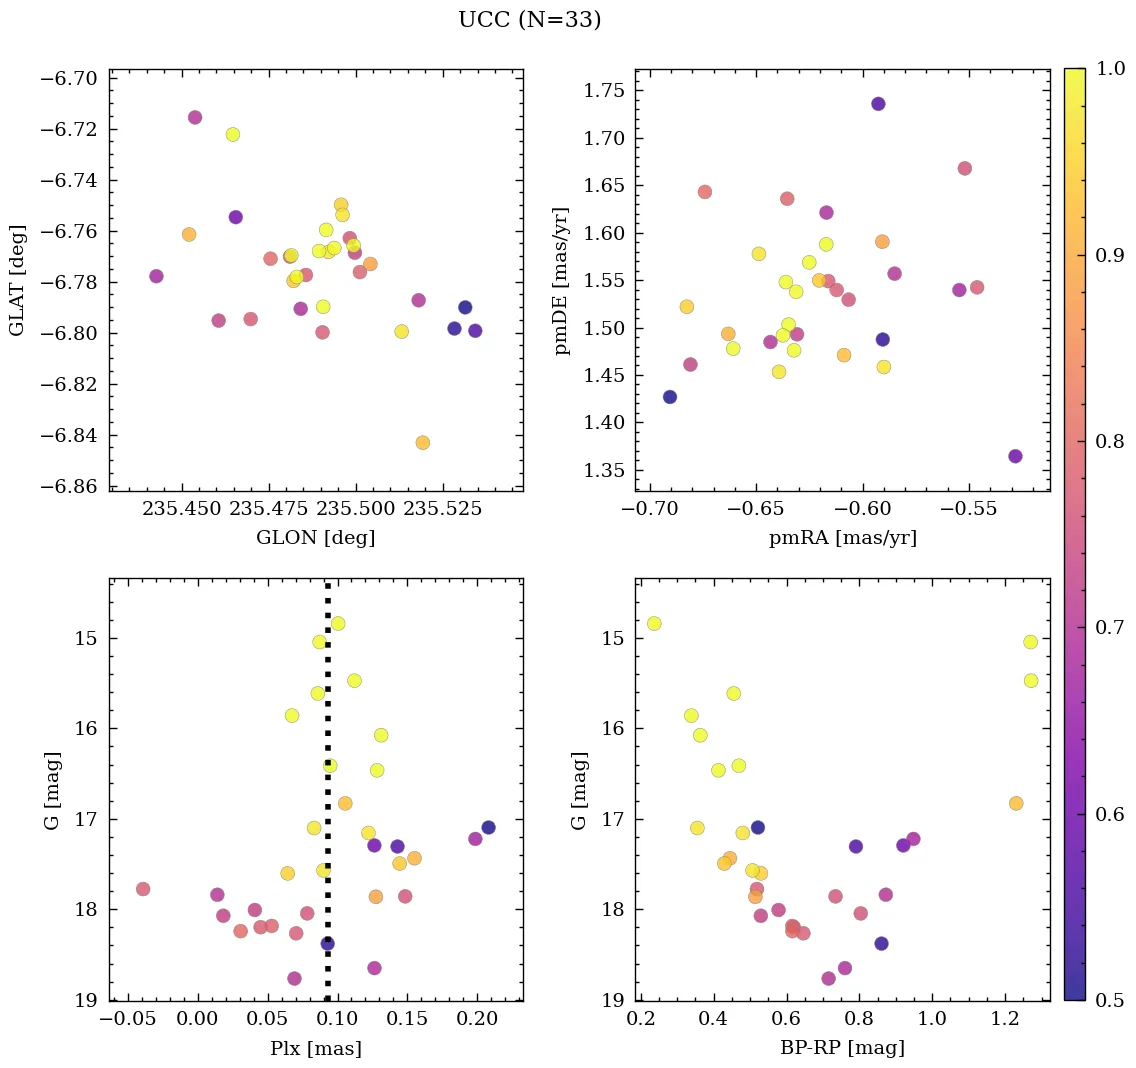 UCC (N=33)
−6.70
−6.72
−6.74
−6.76
−6.78
−6.80
−6.82
−6.84
−6.86
GLAT [deg]
235.450 235.475 235.500 235.525
GLON [deg]
1.75
1.70
1.65
1.60
1.55
1.50
1.45
1.40
1.35
pmDE [mas/yr]
−0.70 −0.65 −0.60 −0.55
pmRA [mas/yr]
1.0
0.9
0.8
0.7
0.6
0.5
15
16
17
18
19
G [mag]
−0.05 0.00 0.05 0.10 0.15 0.20
Plx [mas]
15
16
17
18
19
G [mag]
0.2 0.4 0.6 0.8 1.0 1.2
BP-RP [mag]